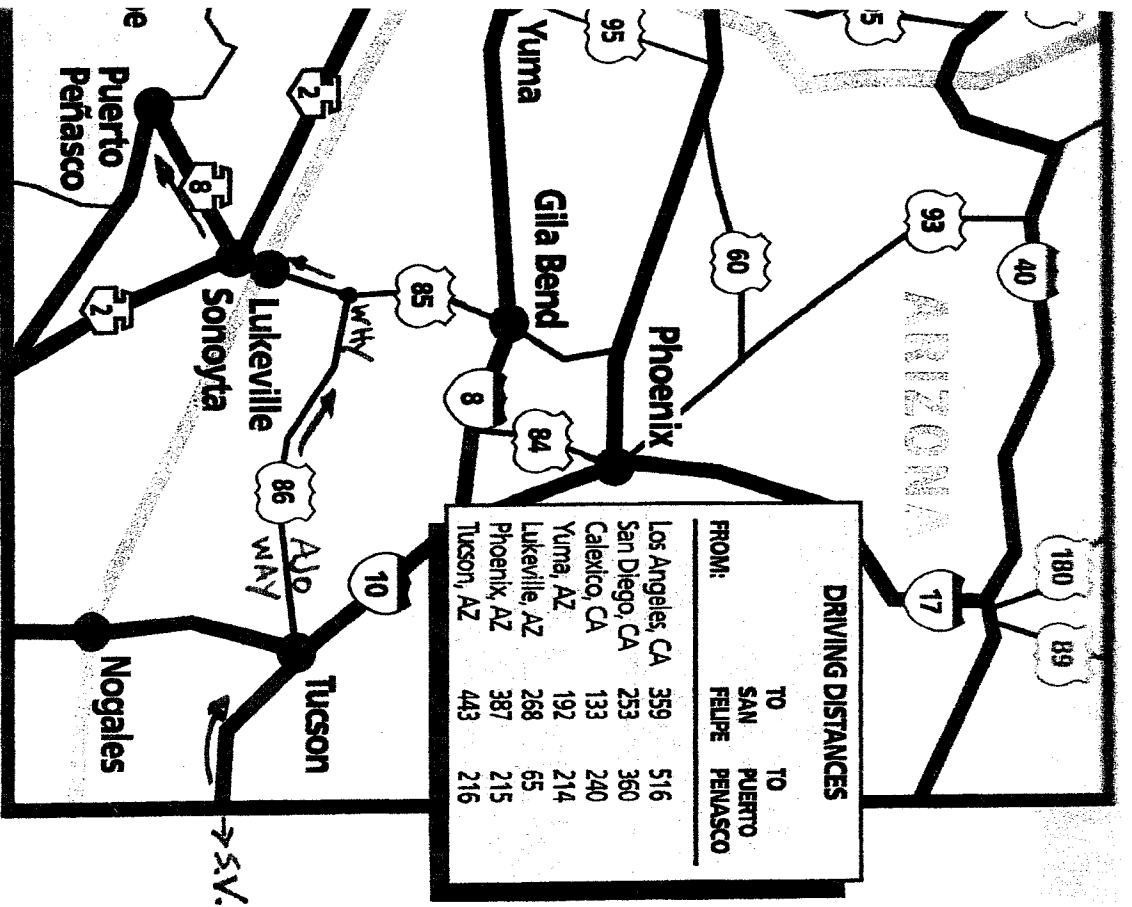 DRIVING DISTANCES
FROM: TO SAN FELIPE TO PUERTO PENASCO
Los Angeles, CA 359 516
San Diego, CA 253 360
Calexico, CA 133 240
Yuma, AZ 192 214
Lukeville, AZ 268 65
Phoenix, AZ 387 215
Tucson, AZ 443 216
180
89
17
40
ARIZONA
93
60
95
Phoenix
Yuma
Gila Bend
84
8
85
10
WHY
86
AJO
WAY
Tucson
→ S.V.
Lukeville
Sonoyta
2
8
2
Puerto
Peñasco
Nogales